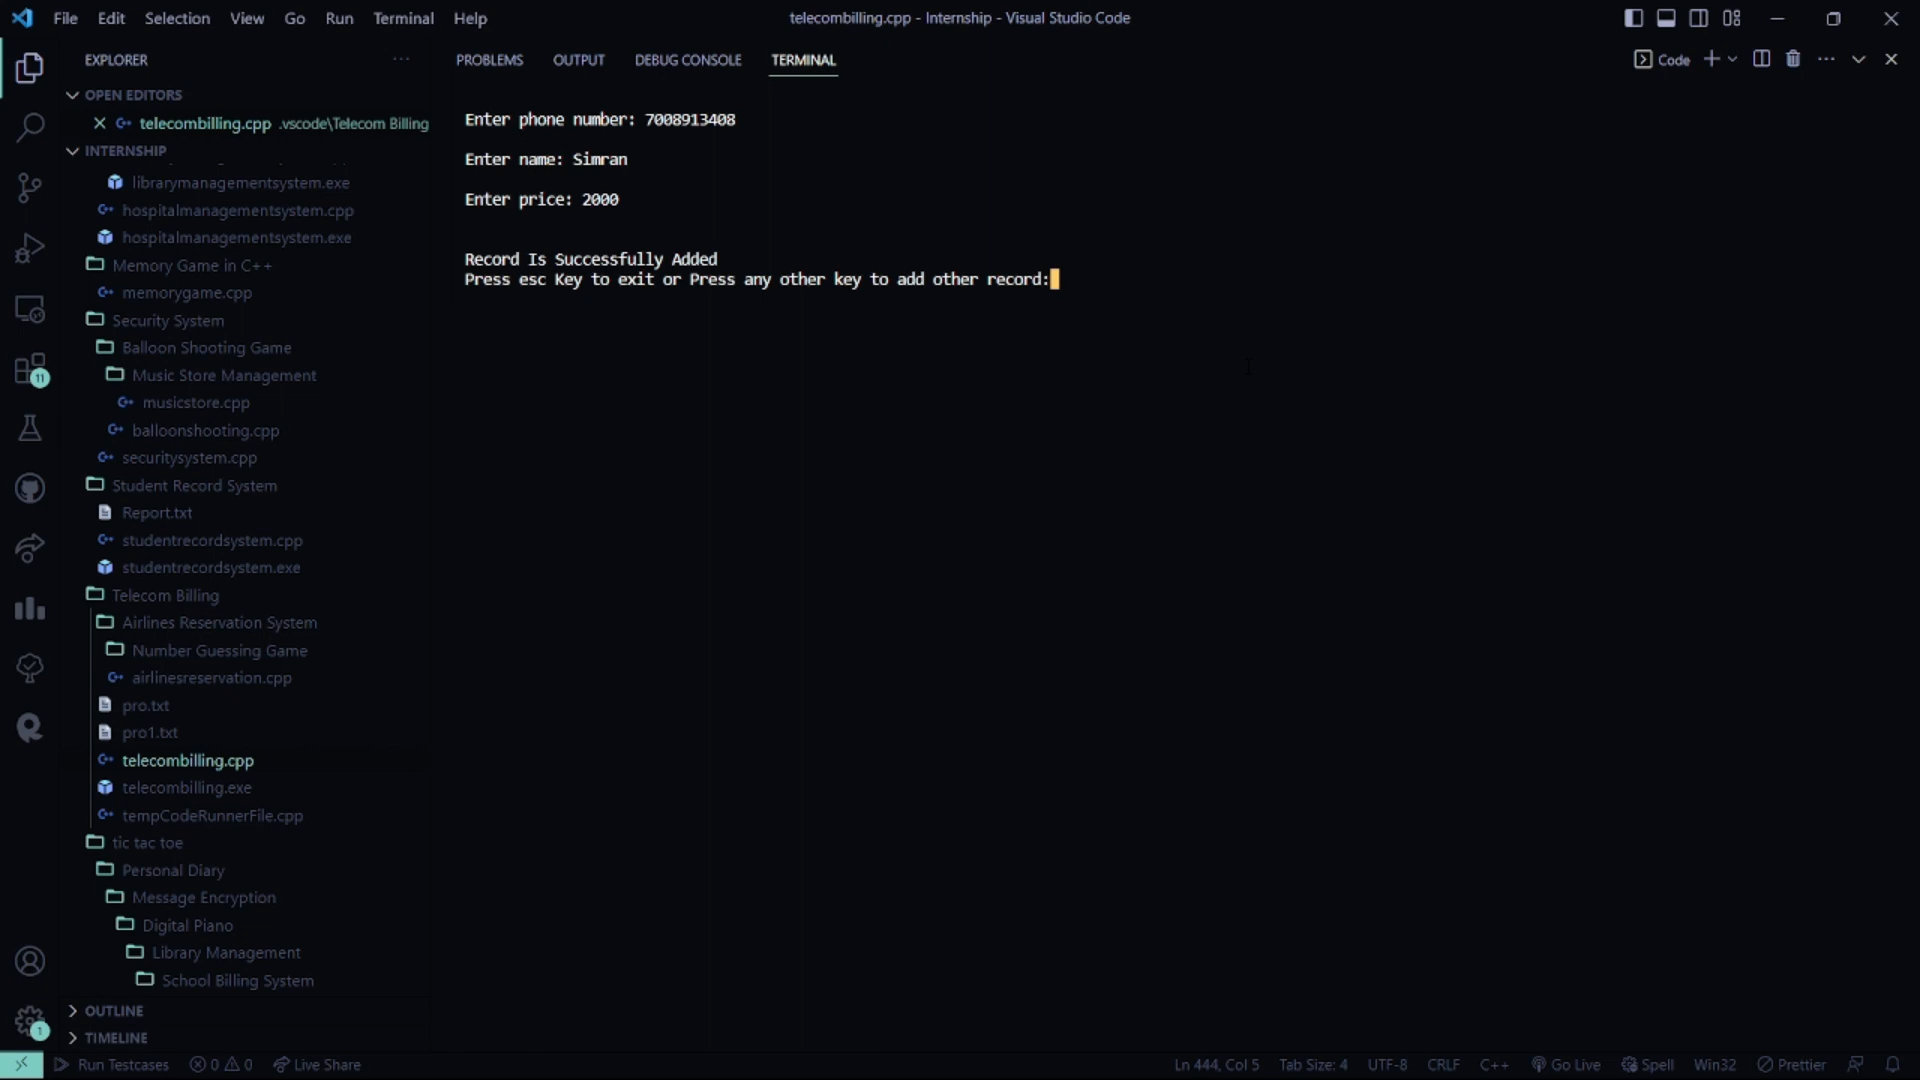 File Edit Selection View Go Run Terminal Help
telecombilling.cpp - Internship - Visual Studio Code
EXPLORER
OPEN EDITORS
telecombilling.cpp .vscode\Telecom Billing
INTERNSHIP
librarymanagementsystem.exe
hospitalmanagementsystem.cpp
hospitalmanagementsystem.exe
Memory Game in C++
memorygame.cpp
Security System
Balloon Shooting Game
Music Store Management
musicstore.cpp
balloonshooting.cpp
securitysystem.cpp
Student Record System
Report.txt
studentrecordsystem.cpp
studentrecordsystem.exe
Telecom Billing
Airlines Reservation System
Number Guessing Game
airlinesreservation.cpp
pro.txt
pro1.txt
telecombilling.cpp
telecombilling.exe
tempCodeRunnerFile.cpp
tic tac toe
Personal Diary
Message Encryption
Digital Piano
Library Management
School Billing System
OUTLINE
TIMELINE
11
1
PROBLEMS OUTPUT DEBUG CONSOLE TERMINAL
Code
Enter phone number: 7008913408
Enter name: Simran
Enter price: 2000
Record Is Successfully Added
Press esc Key to exit or Press any other key to add other record:
Run Testcases 0 0 Live Share
Ln 444, Col 5 Tab Size: 4 UTF-8 CRLF C++ Go Live Spell Win32 Prettier